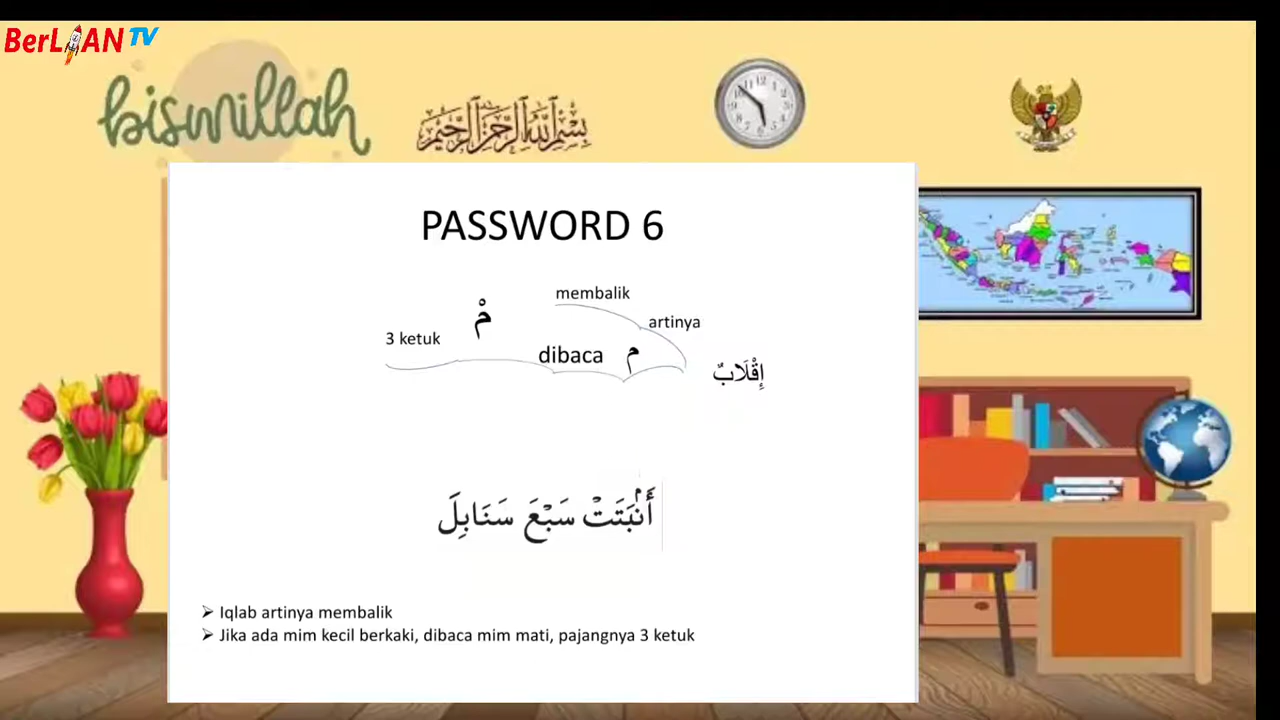 BerLIAN TV
bismillah
بِسْمِ اللَّهِ الرَّحْمَنِ الرَّحِيمِ
PASSWORD 6
membalik
artinya
مْ
3 ketuk
dibaca
م
إِقْلَابٌ
أَنْۢبَتَتْ سَبْعَ سَنَابِلَ
➢ Iqlab artinya membalik
➢ Jika ada mim kecil berkaki, dibaca mim mati, pajangnya 3 ketuk